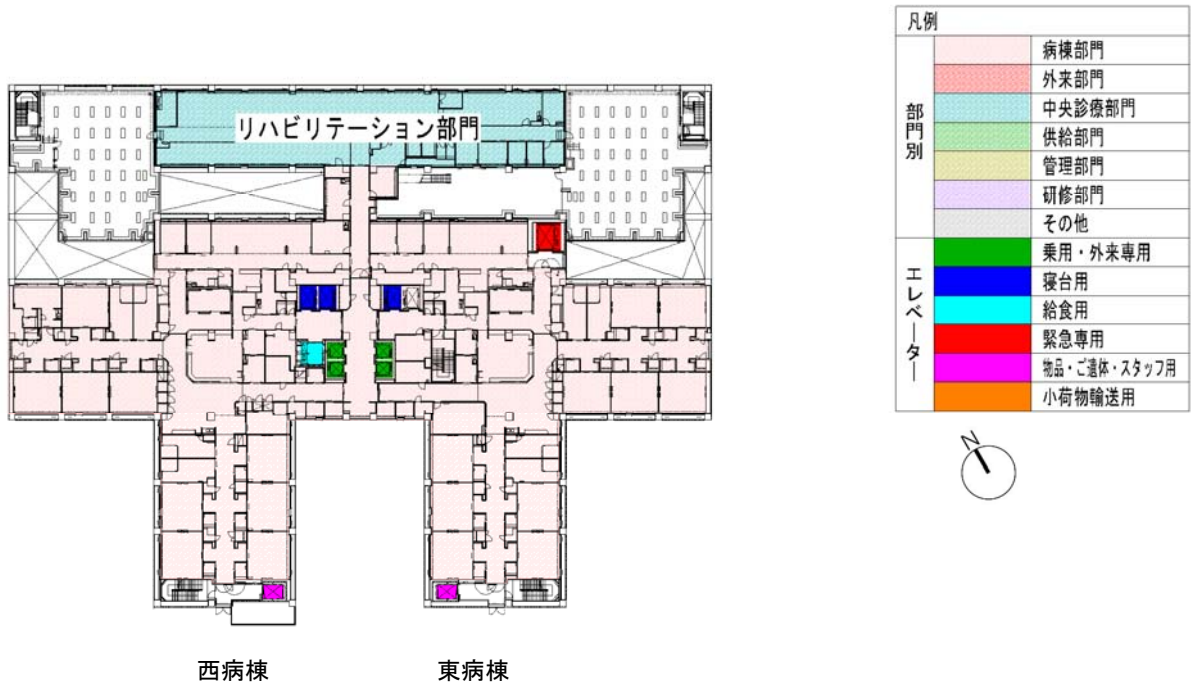 リハビリテーション部門
西病棟
東病棟
凡例
部門別
病棟部門
外来部門
中央診療部門
供給部門
管理部門
研修部門
その他
エレベーター
乗用・外来専用
寝台用
給食用
緊急専用
物品・ご遺体・スタッフ用
小荷物輸送用
N